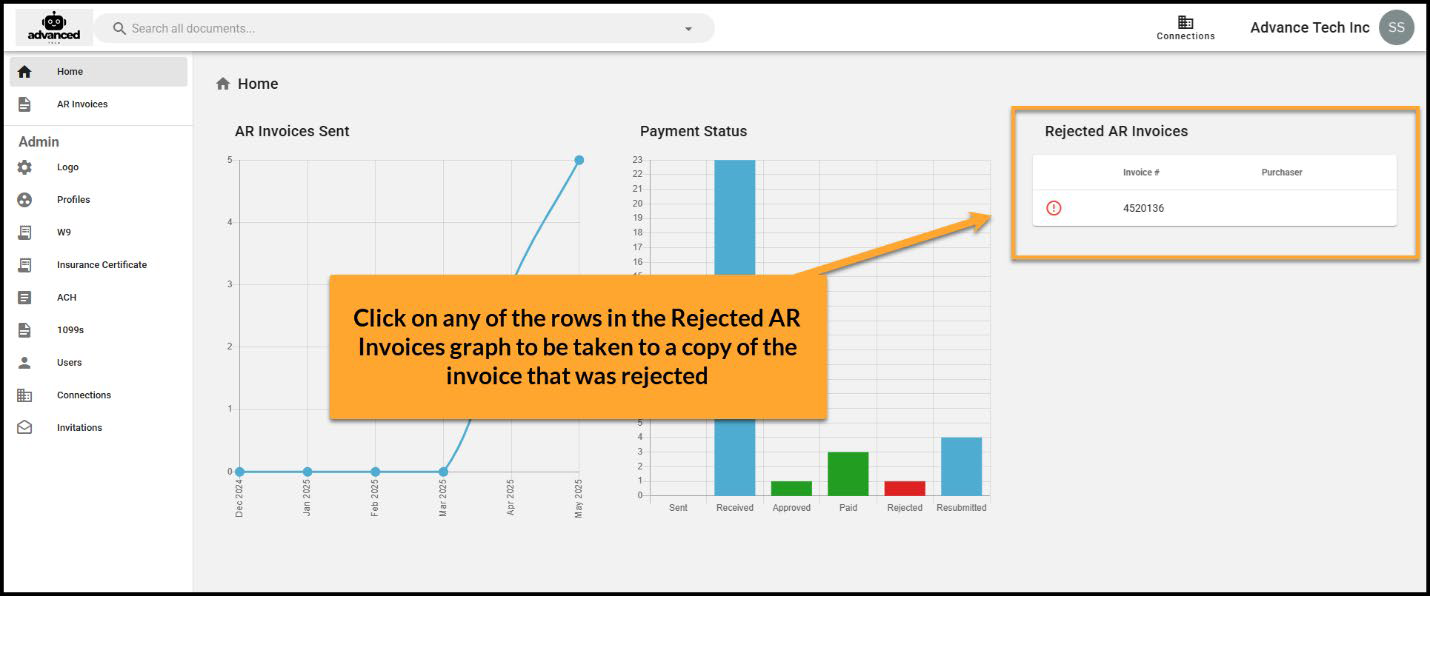 advanced
TECH
Search all documents...
Connections
Advance Tech Inc
SS
Home
AR Invoices
Admin
Logo
Profiles
W9
Insurance Certificate
ACH
1099s
Users
Connections
Invitations
Home
AR Invoices Sent
5
4
3
2
1
0
Dec 2024
Jan 2025
Feb 2025
Mar 2025
Apr 2025
May 2025
Payment Status
23
22
21
20
19
18
17
16
5
4
3
2
1
0
Sent
Received
Approved
Paid
Rejected
Resubmitted
Rejected AR Invoices
Invoice # Purchaser
4520136
Click on any of the rows in the Rejected AR
Invoices graph to be taken to a copy of the
invoice that was rejected